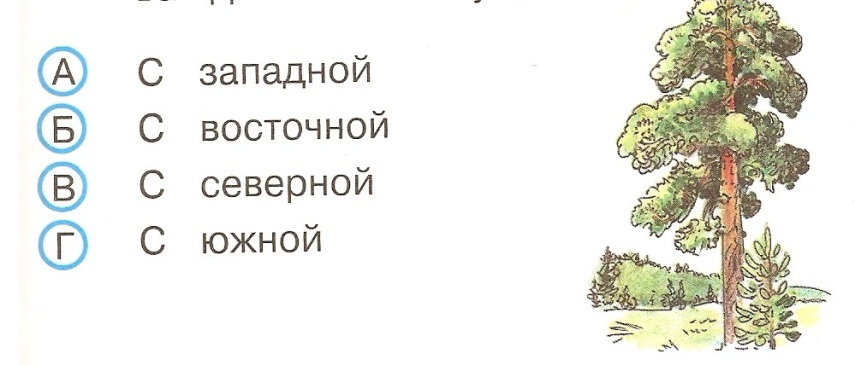 А С западной
Б С восточной
В С северной
Г С южной